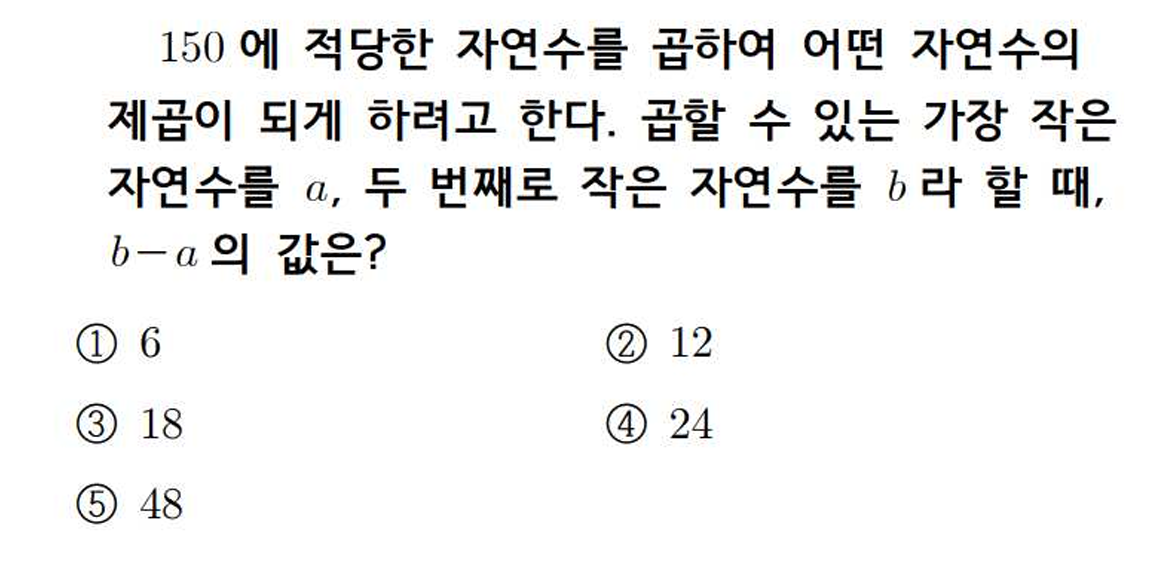 150 에 적당한 자연수를 곱하여 어떤 자연수의
제곱이 되게 하려고 한다. 곱할 수 있는 가장 작은
자연수를 a, 두 번째로 작은 자연수를 b 라 할 때,
b−a 의 값은?
① 6 ② 12
③ 18 ④ 24
⑤ 48